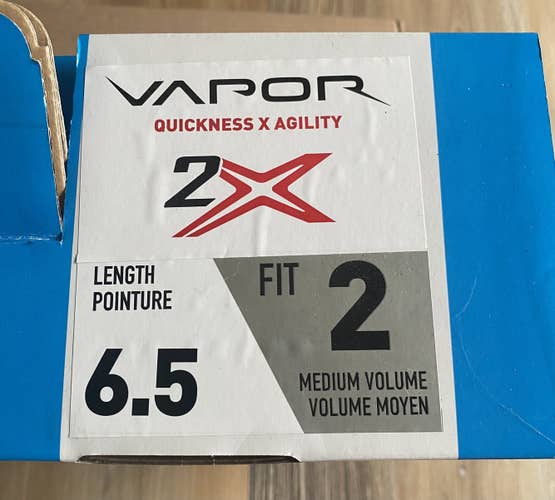 VAPOR
QUICKNESS X AGILITY
2X
LENGTH
POINTURE
6.5
FIT 2
MEDIUM VOLUME
VOLUME MOYEN